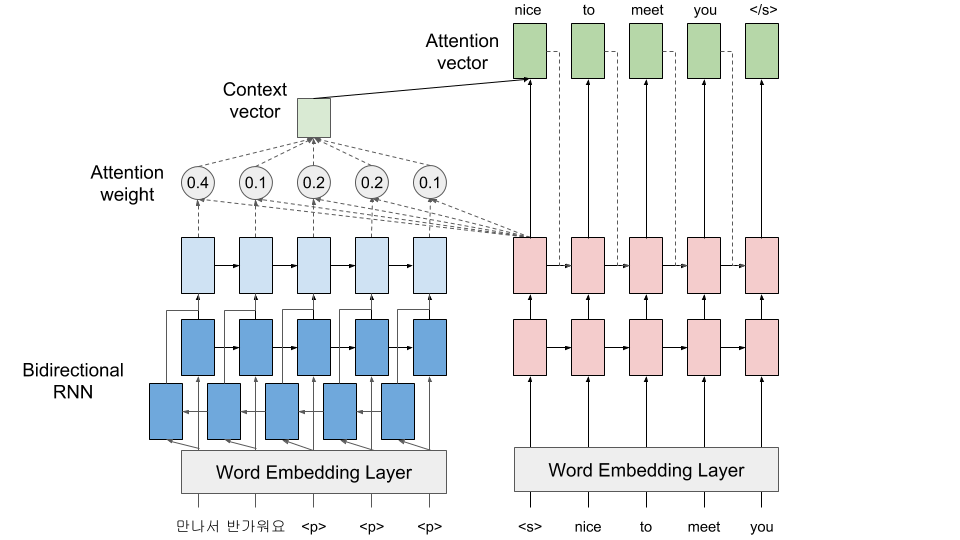 nice to meet you </s>
Attention
vector
Context
vector
Attention
weight
0.4 0.1 0.2 0.2 0.1
Bidirectional
RNN
Word Embedding Layer
Word Embedding Layer
만나서 반가워요 <p> <p> <p>
<s> nice to meet you